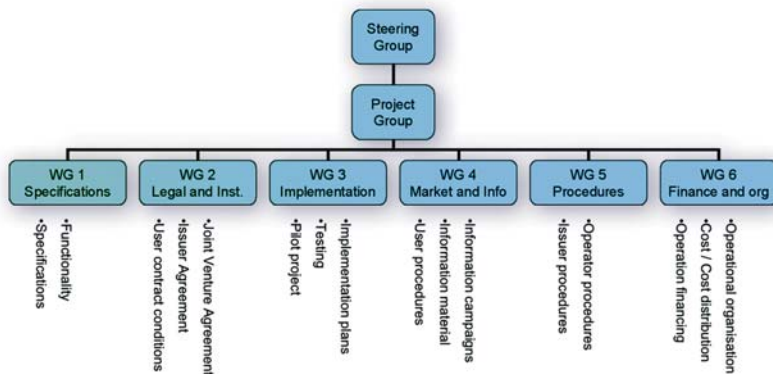 Steering
Group
Project
Group
WG 1
Specifications
WG 2
Legal and Inst.
WG 3
Implementation
WG 4
Market and Info
WG 5
Procedures
WG 6
Finance and org
•Functionality
•Specifications
•Joint Venture Agreement
•Issuer Agreement
•User contract conditions
•Implementation plans
•Testing
•Pilot project
•Information campaigns
•Information material
•User procedures
•Operator procedures
•Issuer procedures
•Operational organisation
•Cost / Cost distribution
•Operation financing